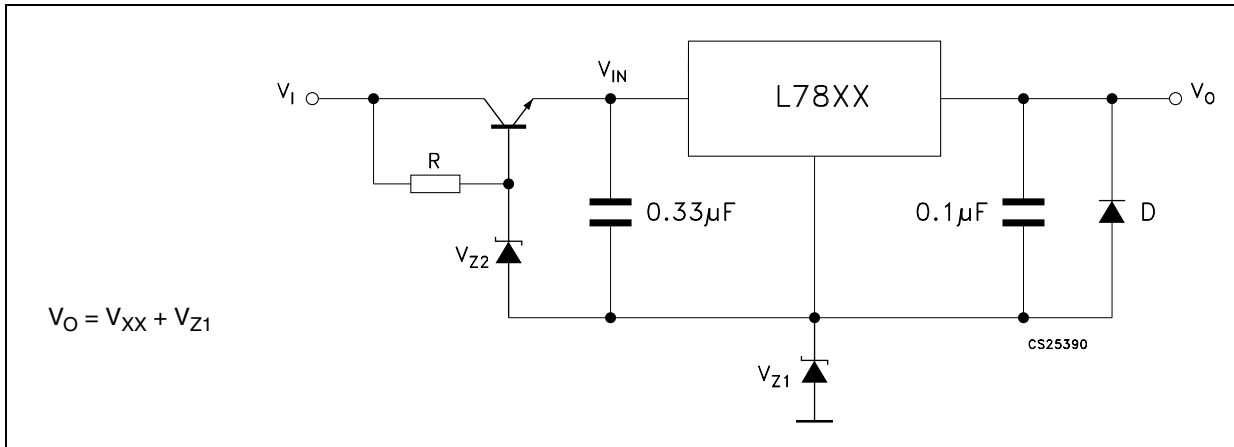 V_IN
V_I
L78XX
V_O
R
0.33µF
0.1µF
D
V_Z2
V_O = V_XX + V_Z1
CS25390
V_Z1